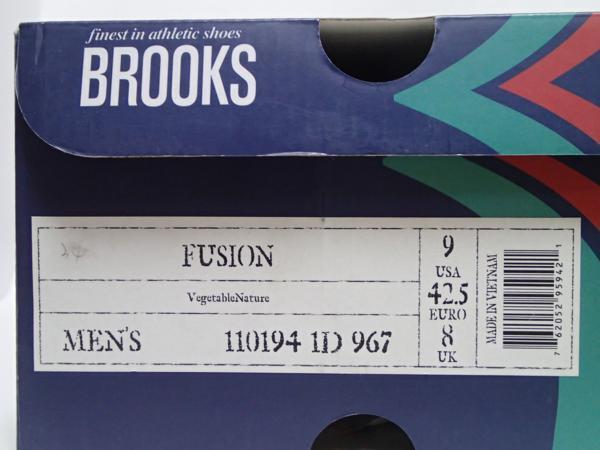 finest in athletic shoes
BROOKS
FUSION
VegetableNature
MEN'S 110194 1D 967
9
USA
42.5
EURO
8
UK
MADE IN VIETNAM
7 62052 95942 1